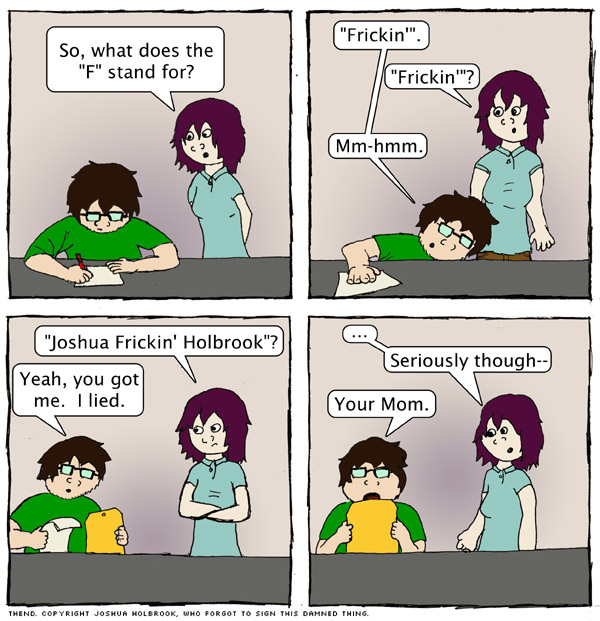 So, what does the
"F" stand for?
"Frickin'".
"Frickin'"?
Mm-hmm.
"Joshua Frickin' Holbrook"?
Yeah, you got
me. I lied.
...
Seriously though--
Your Mom.
THEND. COPYRIGHT JOSHUA HOLBROOK, WHO FORGOT TO SIGN THIS DAMNED THING.